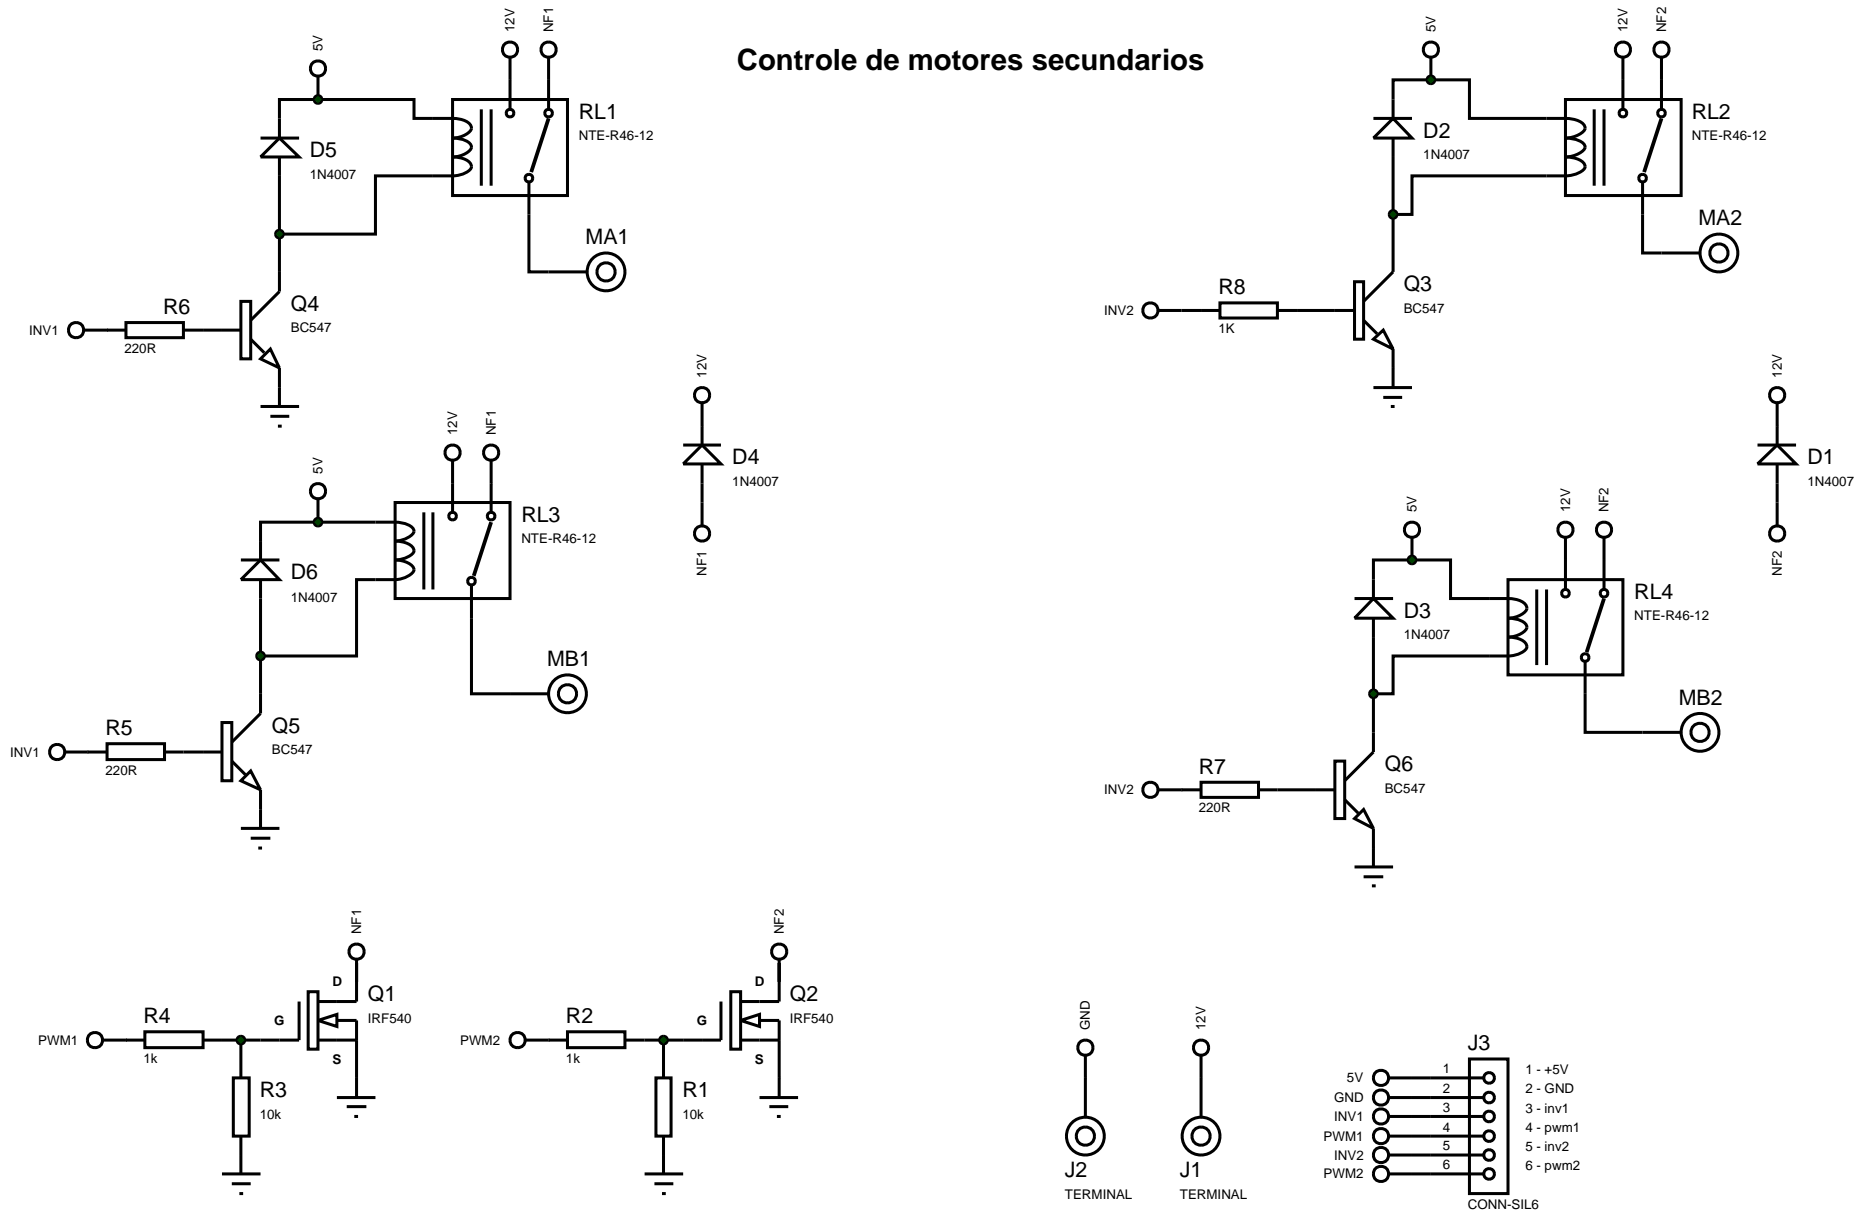 Controle de motores secundarios
5V
12V
NF1
RL1
NTE-R46-12
D5
1N4007
MA1
INV1
R6
220R
Q4
BC547
5V
12V
NF2
RL2
NTE-R46-12
D2
1N4007
MA2
INV2
R8
1K
Q3
BC547
12V
D4
1N4007
NF1
12V
D1
1N4007
NF2
5V
12V
NF1
RL3
NTE-R46-12
D6
1N4007
MB1
INV1
R5
220R
Q5
BC547
5V
12V
NF2
RL4
NTE-R46-12
D3
1N4007
MB2
INV2
R7
220R
Q6
BC547
NF1
D
Q1
IRF540
G
S
PWM1
R4
1k
R3
10k
NF2
D
Q2
IRF540
G
S
PWM2
R2
1k
R1
10k
GND
J2
TERMINAL
12V
J1
TERMINAL
J3
5V 1 1 - +5V
GND 2 2 - GND
INV1 3 3 - inv1
PWM1 4 4 - pwm1
INV2 5 5 - inv2
PWM2 6 6 - pwm2
CONN-SIL6